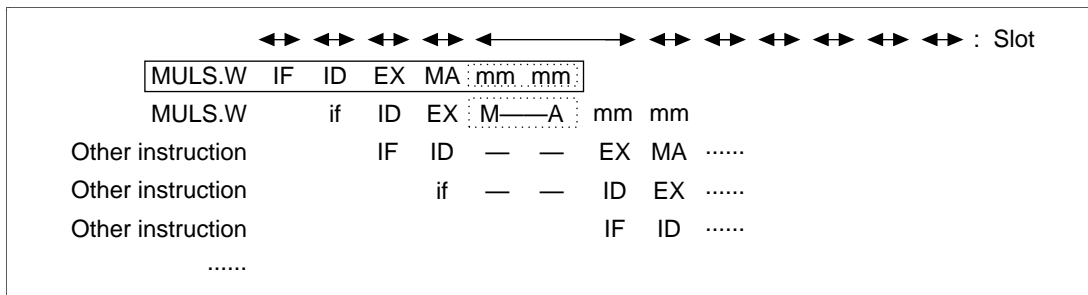 : Slot
MULS.W IF ID EX MA mm mm
MULS.W if ID EX M——A mm mm
Other instruction IF ID — — EX MA ······
Other instruction if — — ID EX ······
Other instruction IF ID ······
······